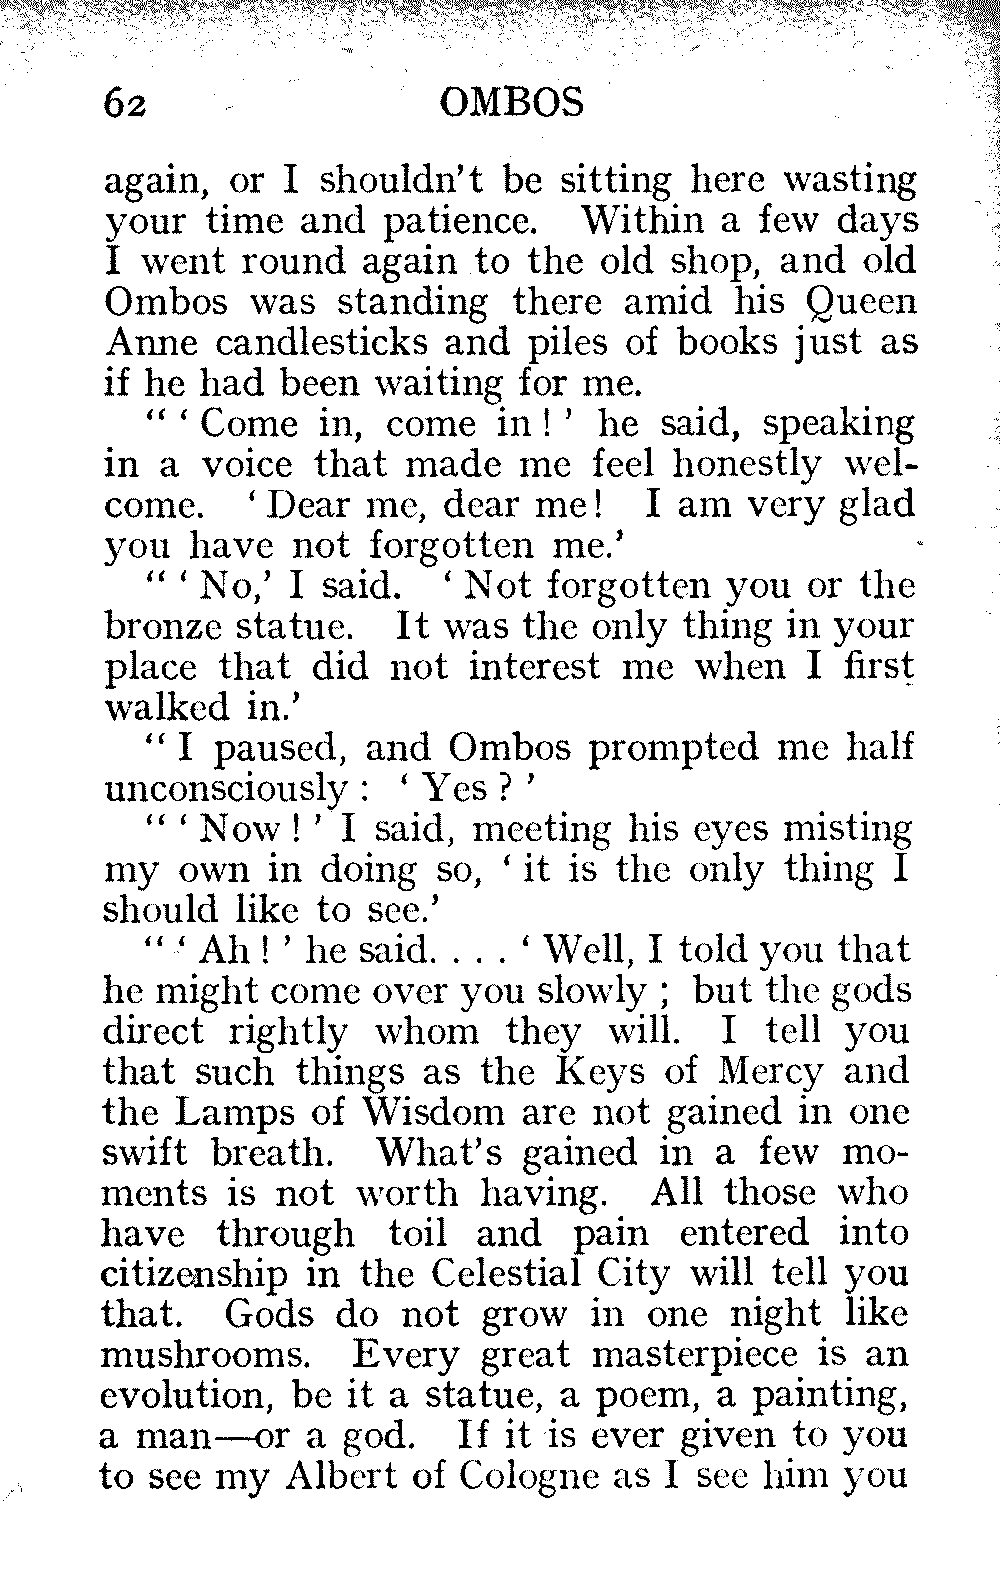 62 OMBOS
again, or I shouldn't be sitting here wasting
your time and patience. Within a few days
I went round again to the old shop, and old
Ombos was standing there amid his Queen
Anne candlesticks and piles of books just as
if he had been waiting for me.
“ ‘ Come in, come in ! ’ he said, speaking
in a voice that made me feel honestly wel-
come. ‘ Dear me, dear me! I am very glad
you have not forgotten me.’
“ ‘ No,’ I said. ‘ Not forgotten you or the
bronze statue. It was the only thing in your
place that did not interest me when I first
walked in.’
“ I paused, and Ombos prompted me half
unconsciously : ‘ Yes ? ’
“ ‘ Now ! ’ I said, meeting his eyes misting
my own in doing so, ‘ it is the only thing I
should like to see.’
“ ‘ Ah ! ’ he said. . . . ‘ Well, I told you that
he might come over you slowly ; but the gods
direct rightly whom they will. I tell you
that such things as the Keys of Mercy and
the Lamps of Wisdom are not gained in one
swift breath. What's gained in a few mo-
ments is not worth having. All those who
have through toil and pain entered into
citizenship in the Celestial City will tell you
that. Gods do not grow in one night like
mushrooms. Every great masterpiece is an
evolution, be it a statue, a poem, a painting,
a man—or a god. If it is ever given to you
to see my Albert of Cologne as I see him you